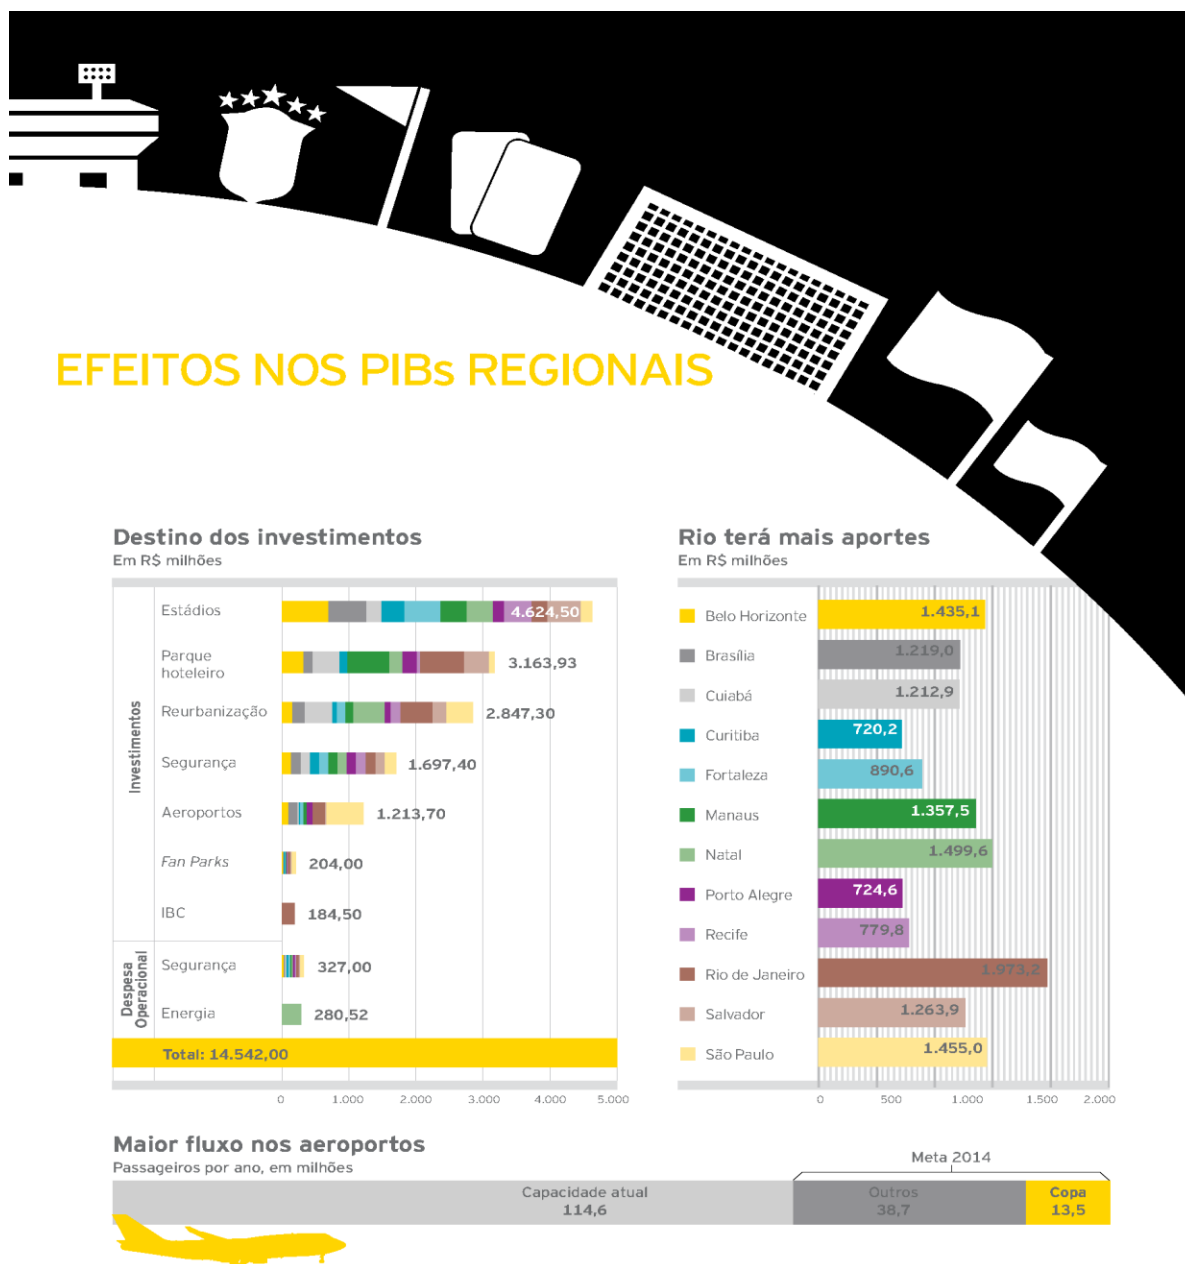 EFEITOS NOS PIBs REGIONAIS
Destino dos investimentos
Em R$ milhões
Investimentos
Estádios
4.624,50
Parque
hoteleiro
3.163,93
Reurbanização
2.847,30
Segurança
1.697,40
Aeroportos
1.213,70
Fan Parks
204,00
IBC
184,50
Despesa
Operacional
Segurança
327,00
Energia
280,52
Total: 14.542,00
0 1.000 2.000 3.000 4.000 5.000
Rio terá mais aportes
Em R$ milhões
Belo Horizonte 1.435,1
Brasília 1.219,0
Cuiabá 1.212,9
Curitiba 720,2
Fortaleza 890,6
Manaus 1.357,5
Natal 1.499,6
Porto Alegre 724,6
Recife 779,8
Rio de Janeiro 1.973,2
Salvador 1.263,9
São Paulo 1.455,0
0 500 1.000 1.500 2.000
Maior fluxo nos aeroportos
Passageiros por ano, em milhões
Meta 2014
Capacidade atual
114,6
Outros
38,7
Copa
13,5